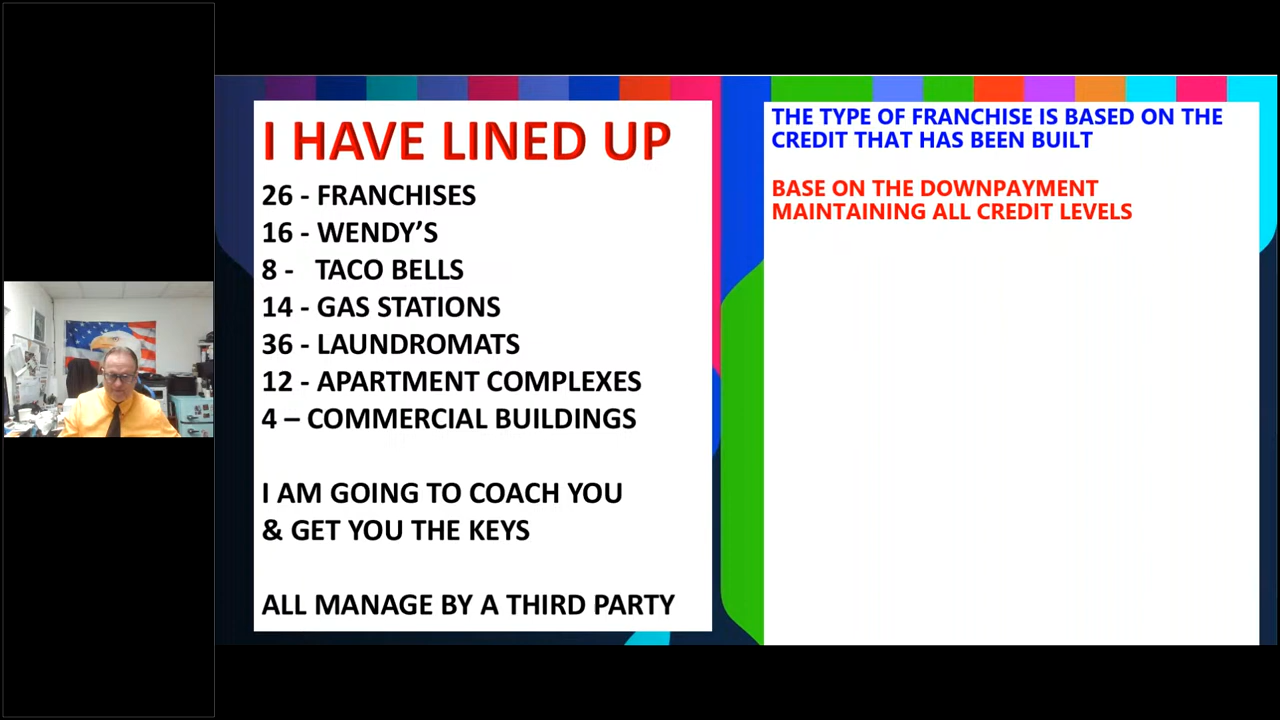 I HAVE LINED UP
26 - FRANCHISES
16 - WENDY’S
8 - TACO BELLS
14 - GAS STATIONS
36 - LAUNDROMATS
12 - APARTMENT COMPLEXES
4 – COMMERCIAL BUILDINGS
I AM GOING TO COACH YOU
& GET YOU THE KEYS
ALL MANAGE BY A THIRD PARTY
THE TYPE OF FRANCHISE IS BASED ON THE
CREDIT THAT HAS BEEN BUILT
BASE ON THE DOWNPAYMENT
MAINTAINING ALL CREDIT LEVELS